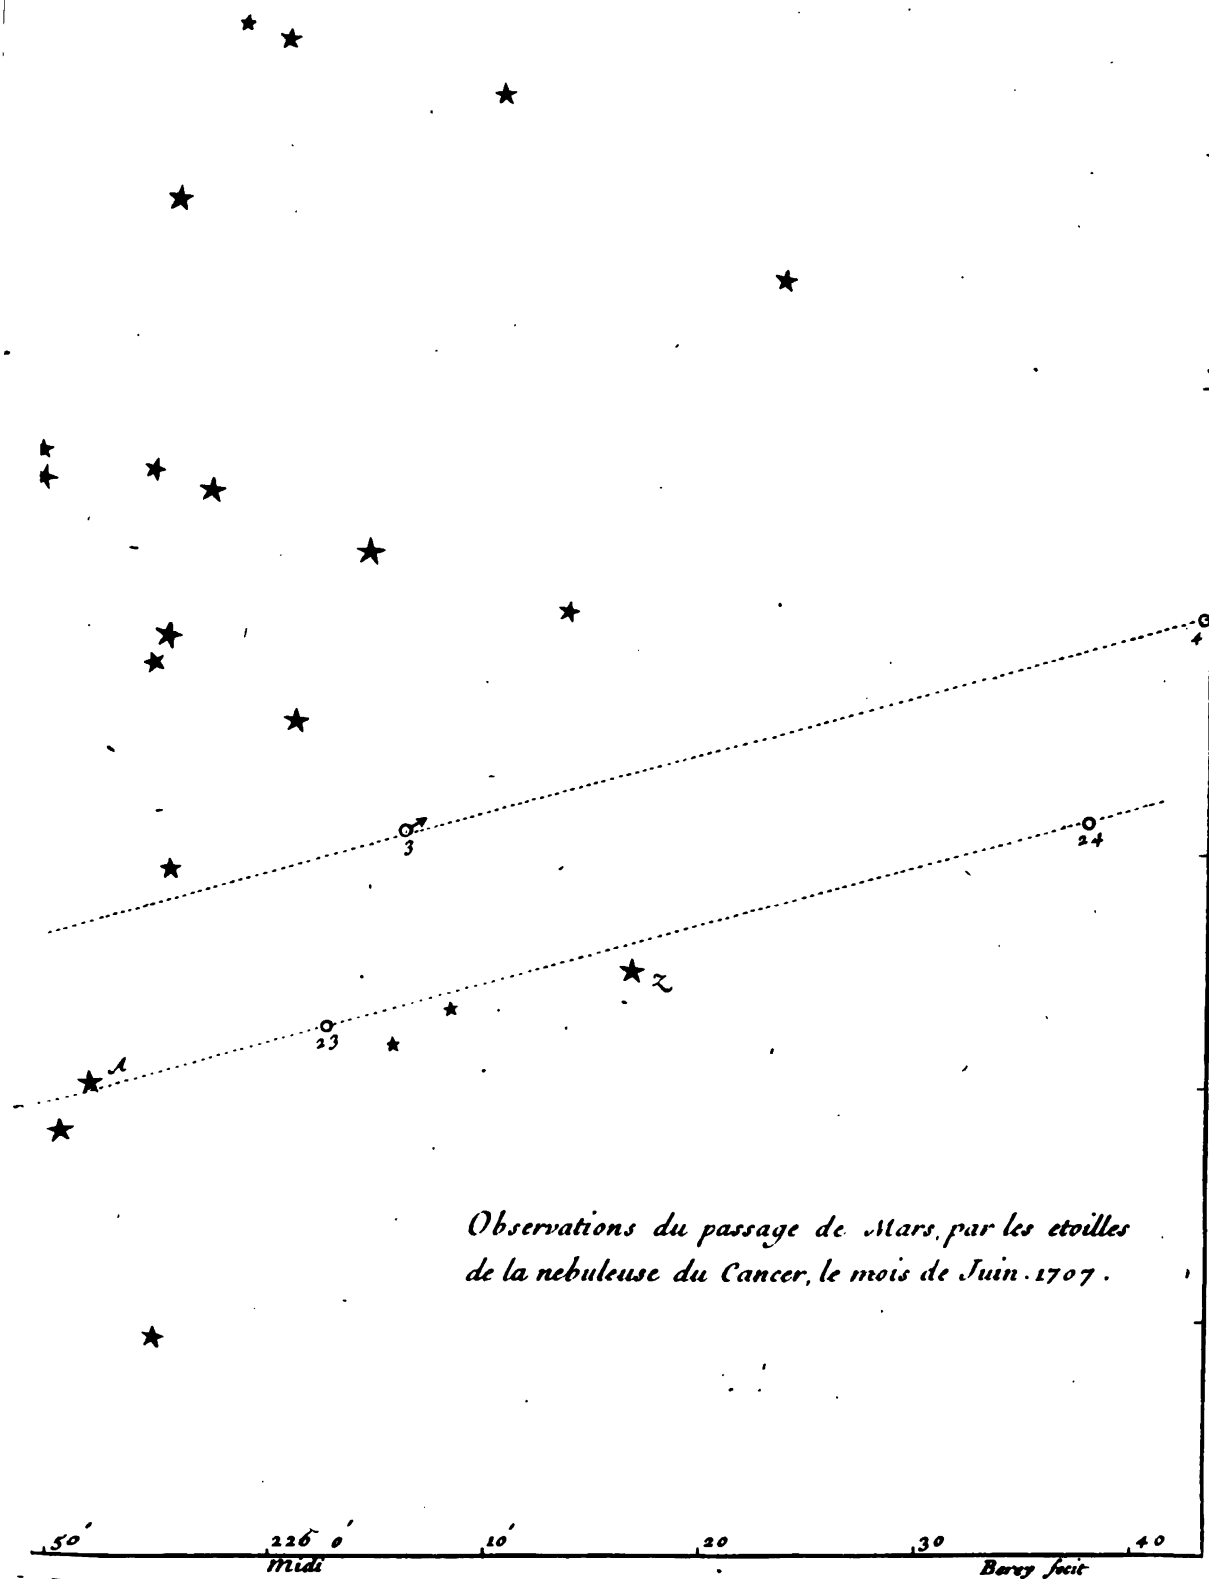 4
3
24
Z
23
A
Observations du passage de Mars, par les etoilles
de la nebuleuse du Cancer, le mois de Juin. 1707.
50' 226 0' 10' 20 30 40
Midi Berey fecit